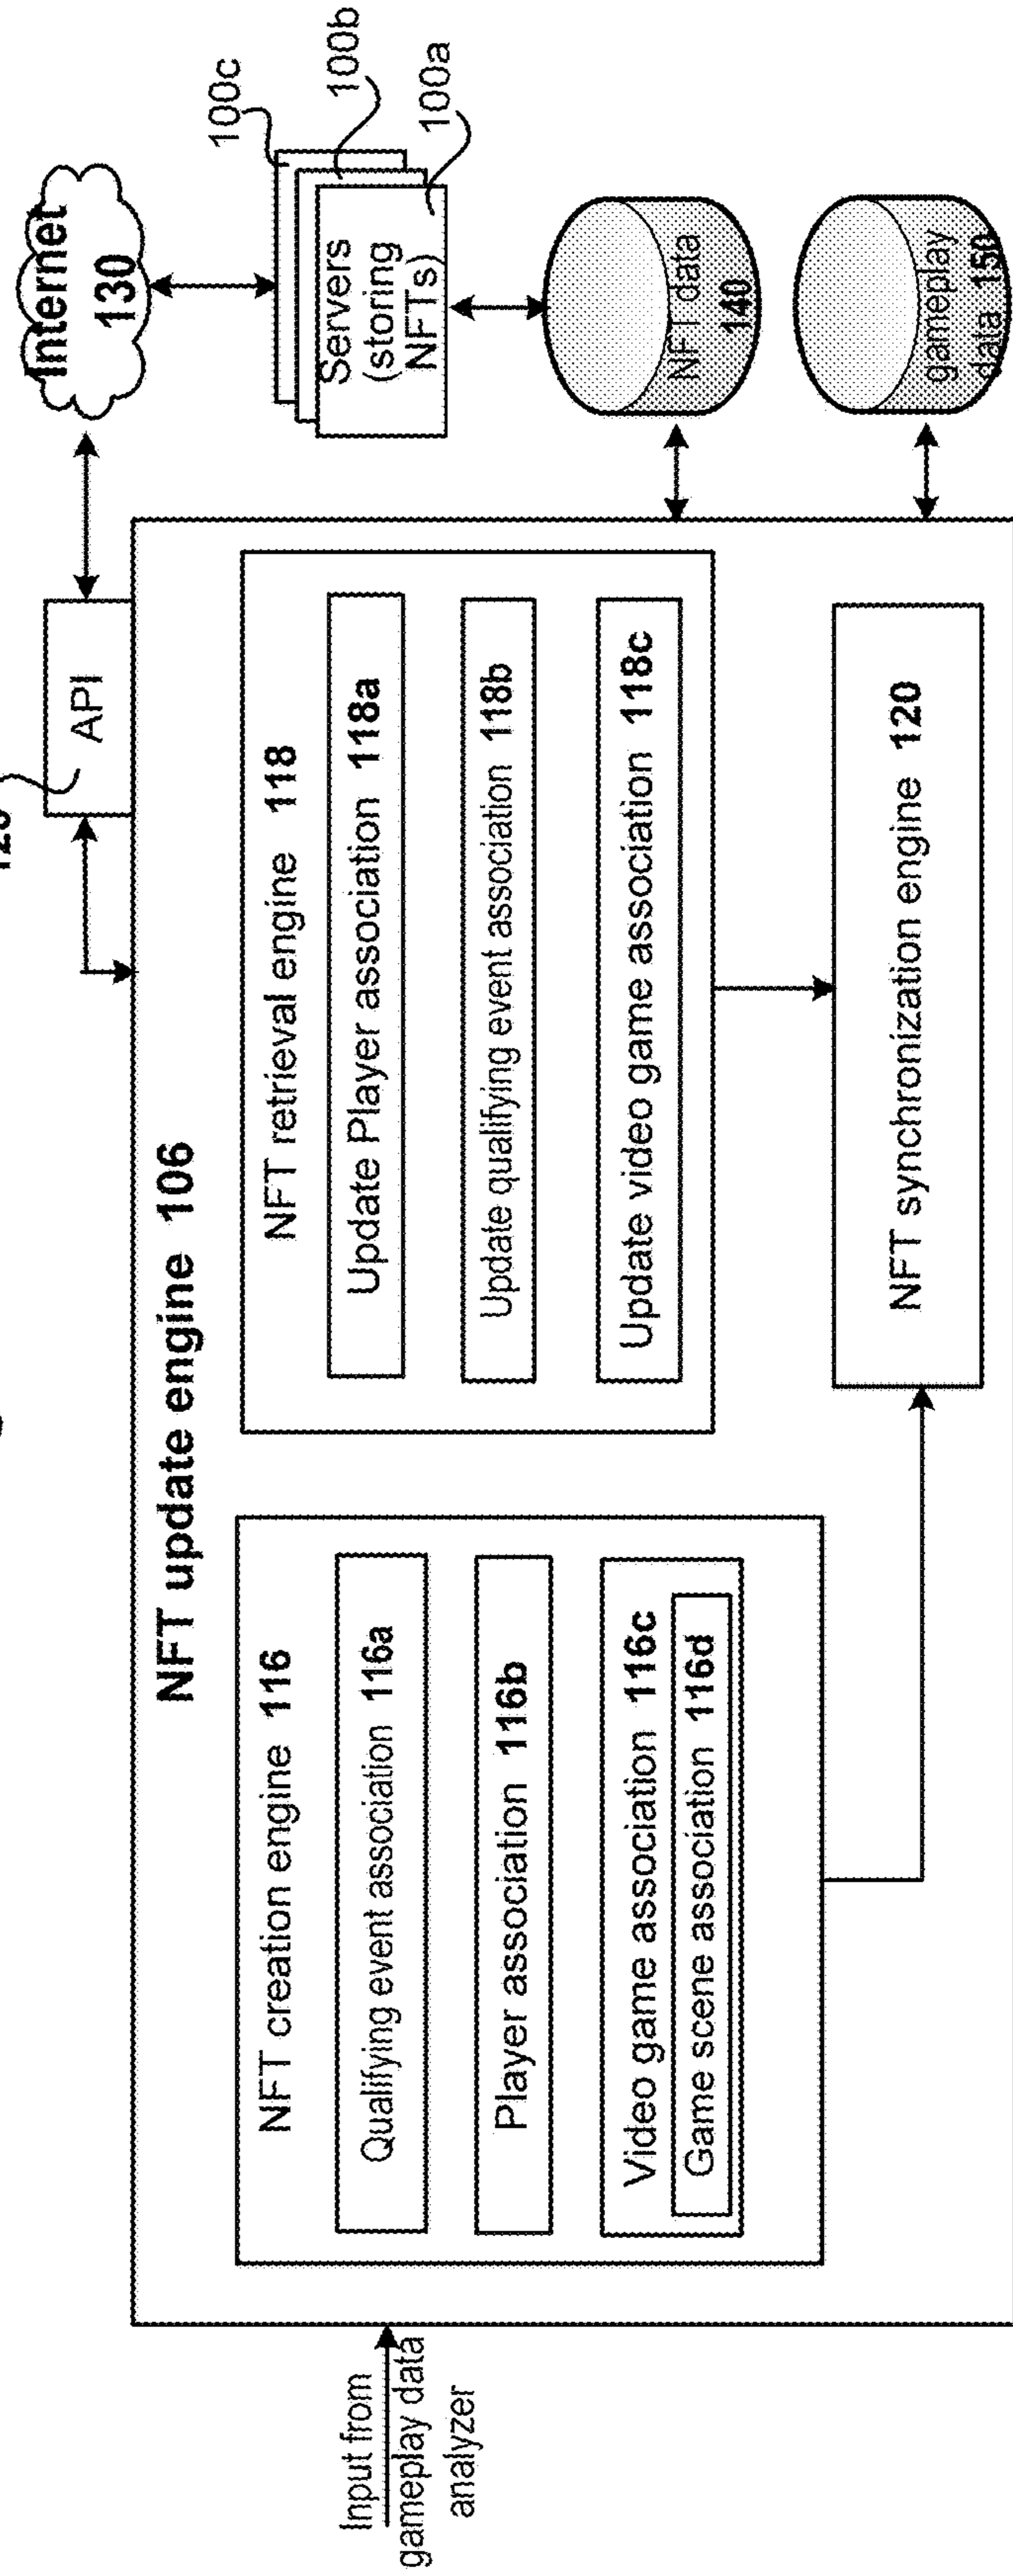 Input from
gameplay data
analyzer
NFT update engine 106
NFT creation engine 116
Qualifying event association 116a
Player association 116b
Video game association 116c
Game scene association 116d
NFT retrieval engine 118
Update Player association 118a
Update qualifying event association 118b
Update video game association 118c
NFT synchronization engine 120
API
Internet
130
100c
100b
100a
Servers
(storing
NFTs)
NFT data
140
gameplay
data 150